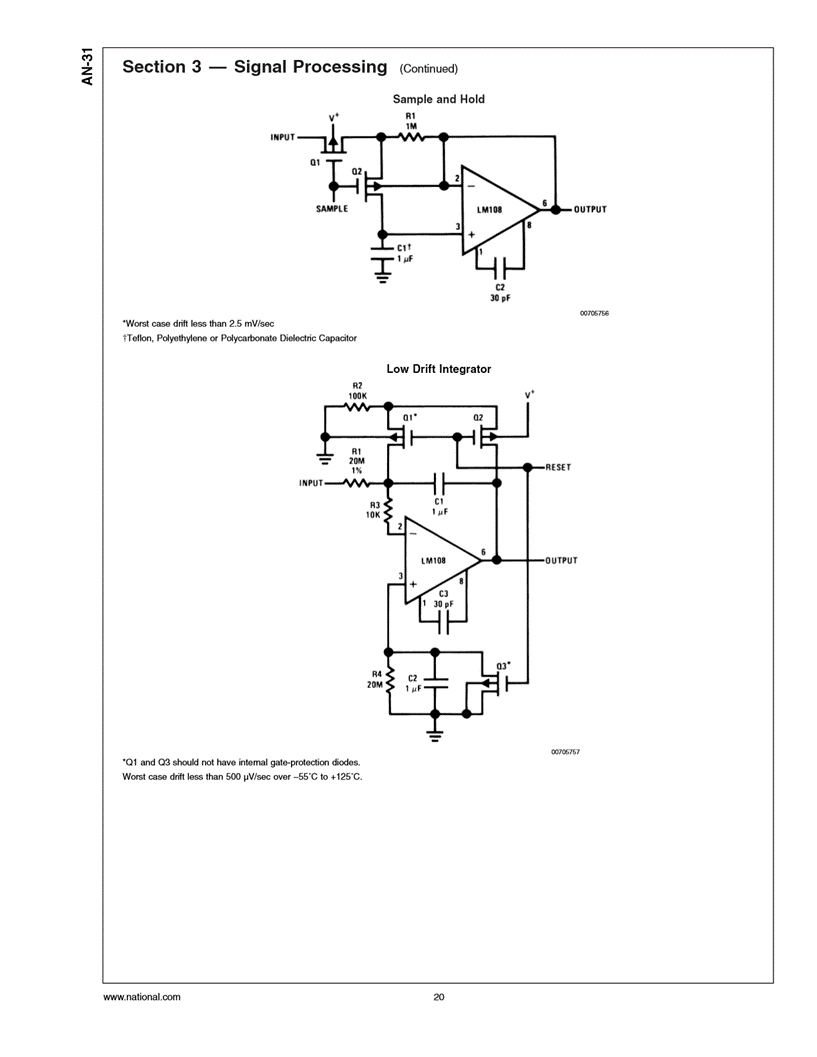 AN-31
Section 3 — Signal Processing (Continued)
Sample and Hold
V+
R1
1M
INPUT
Q1
Q2
2
SAMPLE
LM108
6
OUTPUT
8
3
1
C1†
1 µF
C2
30 pF
00705756
*Worst case drift less than 2.5 mV/sec
†Teflon, Polyethylene or Polycarbonate Dielectric Capacitor
Low Drift Integrator
R2
100K
V+
Q1*
Q2
R1
20M
1%
RESET
INPUT
C1
1 µF
R3
10K
2
LM108
6
OUTPUT
3
8
C3
1
30 pF
Q3*
R4
20M
C2
1 µF
00705757
*Q1 and Q3 should not have internal gate-protection diodes.
Worst case drift less than 500 µV/sec over −55˚C to +125˚C.
www.national.com
20